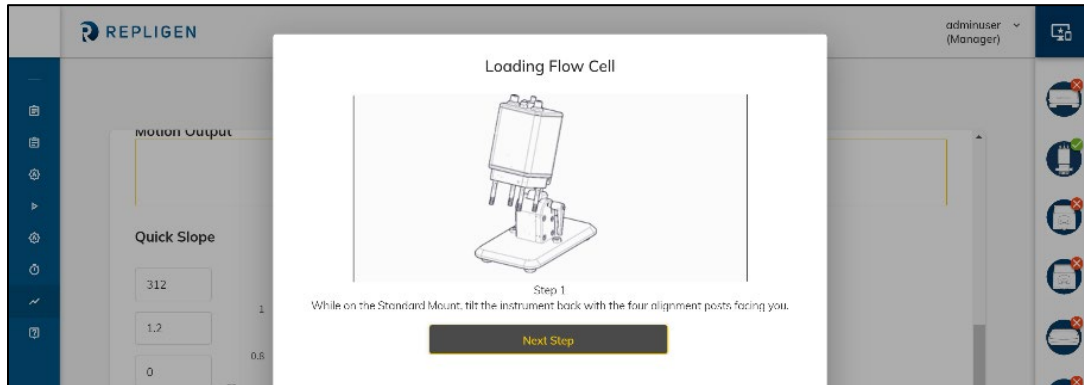 REPLIGEN
adminuser
(Manager)
Loading Flow Cell
Motion Output
Quick Slope
312
1.2
0
1
0.8
Step 1
While on the Standard Mount, tilt the instrument back with the four alignment posts facing you.
Next Step